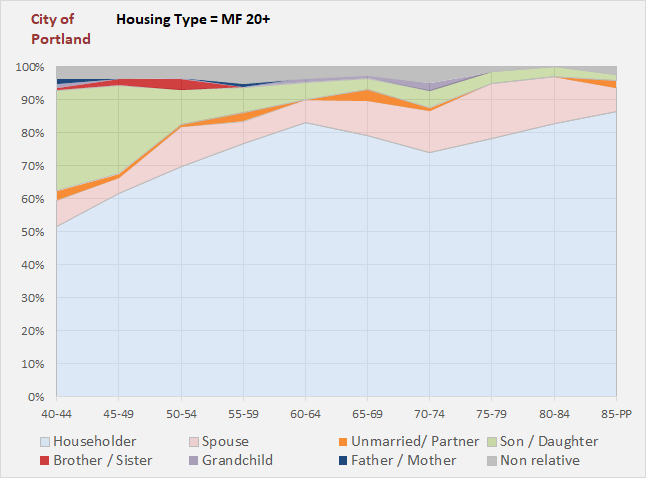 City of
Portland
Housing Type = MF 20+
100%
90%
80%
70%
60%
50%
40%
30%
20%
10%
0%
40-44 45-49 50-54 55-59 60-64 65-69 70-74 75-79 80-84 85-PP
Householder Spouse Unmarried/ Partner Son / Daughter
Brother / Sister Grandchild Father / Mother Non relative